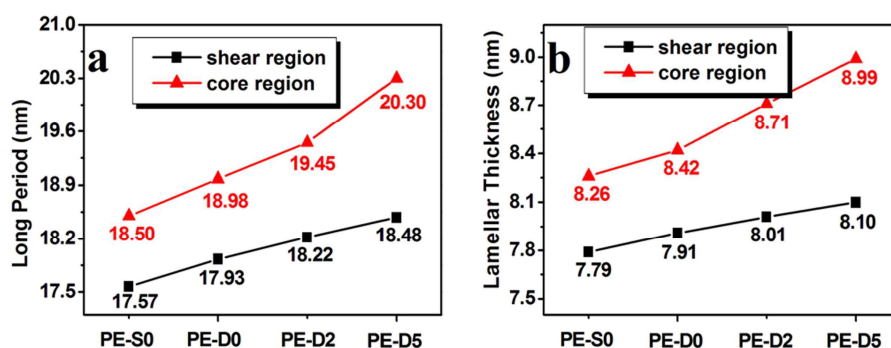 a
shear region
core region
Long Period (nm)
21.0
20.3
19.6
18.9
18.2
17.5
18.50
18.98
19.45
20.30
17.57
17.93
18.22
18.48
PE-S0 PE-D0 PE-D2 PE-D5
b
shear region
core region
Lamellar Thickness (nm)
9.0
8.7
8.4
8.1
7.8
7.5
8.26
8.42
8.71
8.99
7.79
7.91
8.01
8.10
PE-S0 PE-D0 PE-D2 PE-D5